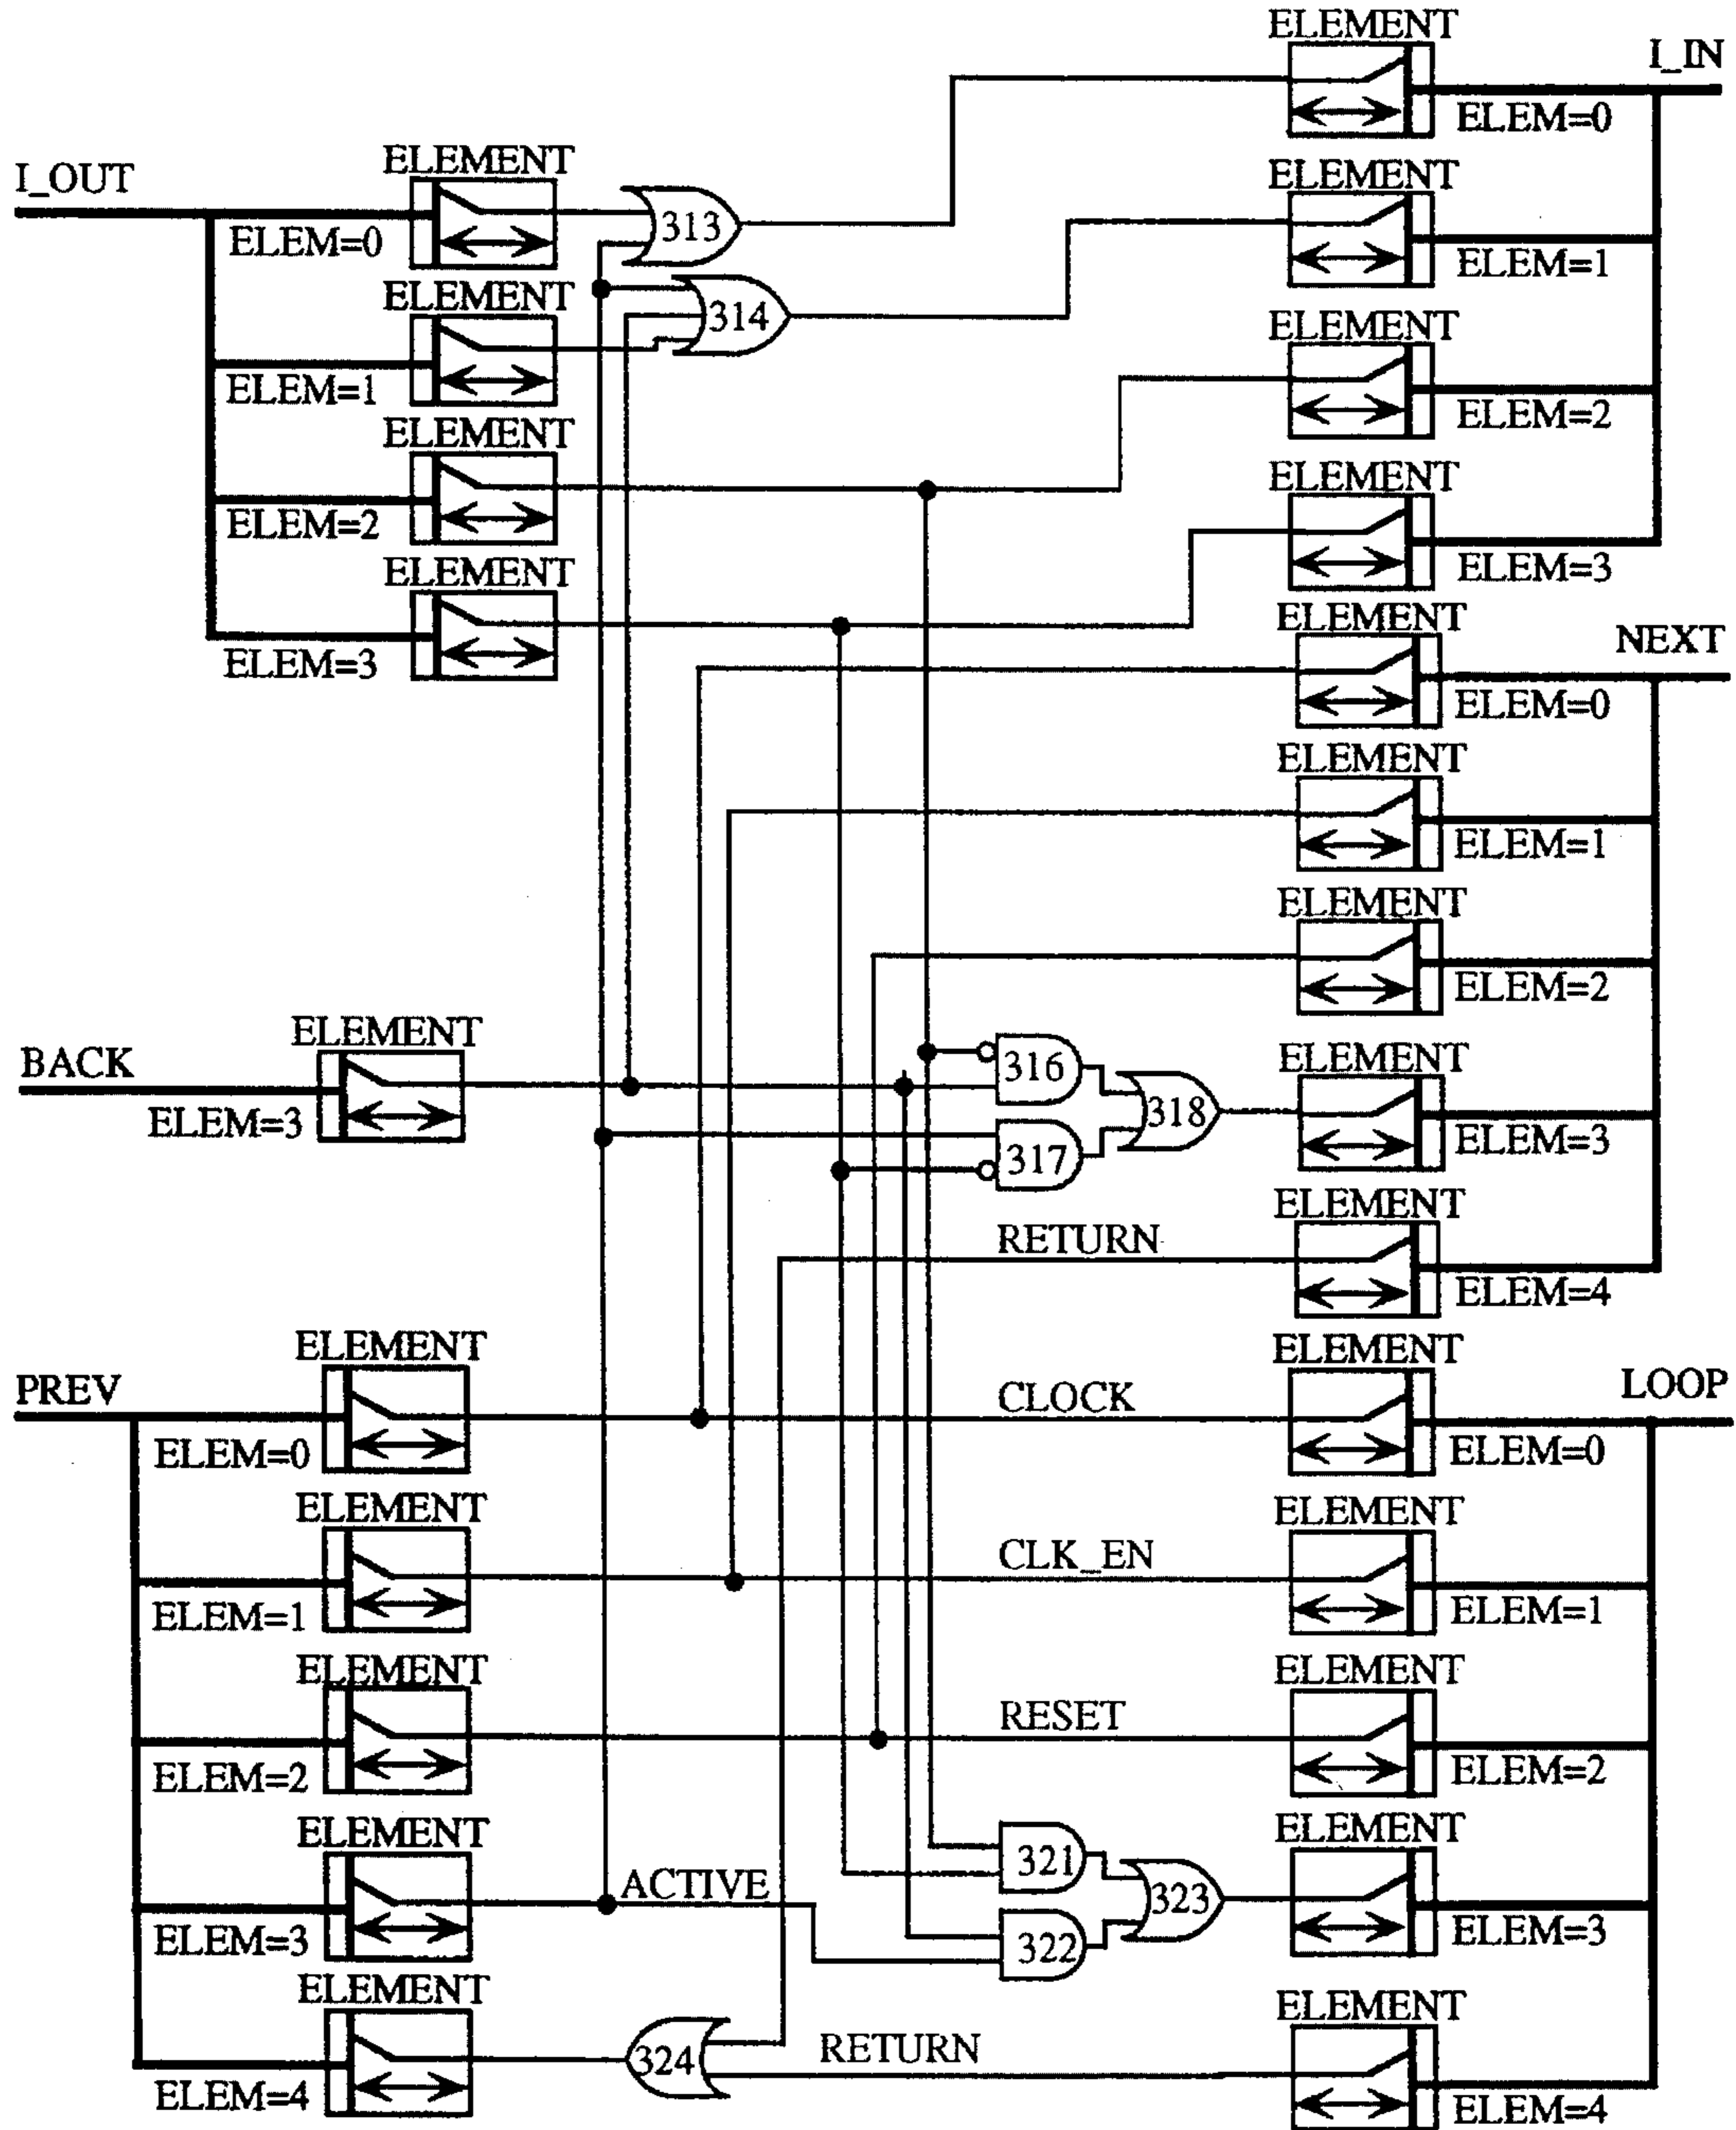 ELEMENT
I_IN
ELEM=0
ELEMENT
I_OUT
ELEM=0
313
ELEMENT
ELEM=1
ELEMENT
ELEM=1
314
ELEMENT
ELEM=2
ELEMENT
ELEM=2
ELEMENT
ELEM=3
ELEMENT
ELEM=3
ELEMENT
NEXT
ELEM=0
ELEMENT
ELEM=1
ELEMENT
ELEM=2
ELEMENT
BACK
ELEM=3
316
317
318
ELEMENT
ELEM=3
RETURN
ELEMENT
ELEM=4
ELEMENT
PREV
ELEM=0
CLOCK
ELEMENT
LOOP
ELEM=0
ELEMENT
ELEM=1
CLK_EN
ELEMENT
ELEM=1
ELEMENT
ELEM=2
RESET
ELEMENT
ELEM=2
ELEMENT
ELEM=3
ACTIVE
321
322
323
ELEMENT
ELEM=3
ELEMENT
ELEM=4
324
RETURN
ELEMENT
ELEM=4